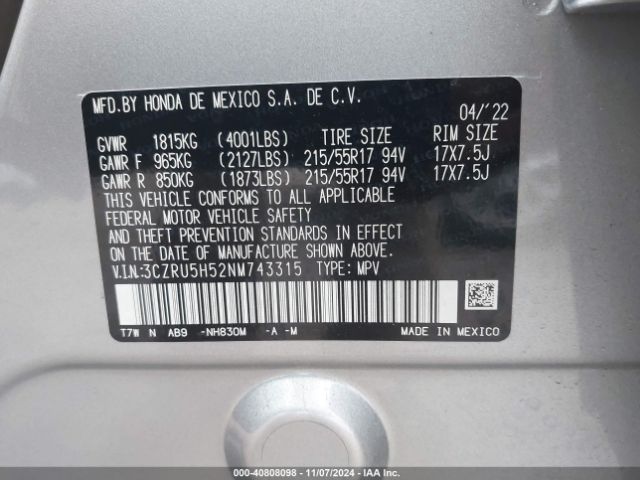 MFD.BY HONDA DE MEXICO S.A. DE C.V.
04/'22
GVWR 1815KG (4001LBS) TIRE SIZE RIM SIZE
GAWR F 965KG (2127LBS) 215/55R17 94V 17X7.5J
GAWR R 850KG (1873LBS) 215/55R17 94V 17X7.5J
THIS VEHICLE CONFORMS TO ALL APPLICABLE
FEDERAL MOTOR VEHICLE SAFETY
AND THEFT PREVENTION STANDARDS IN EFFECT
ON THE DATE OF MANUFACTURE SHOWN ABOVE.
V.I.N.:3CZRU5H52NM743315 TYPE: MPV
T7W N AB9 -NH830M -A -M MADE IN MEXICO
000-40808098 - 11/07/2024 - IAA Inc.